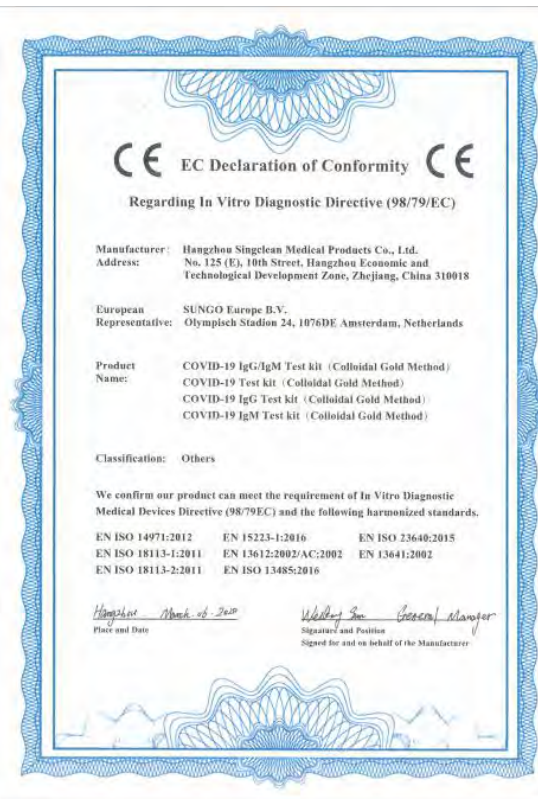 CE EC Declaration of Conformity CE
Regarding In Vitro Diagnostic Directive (98/79/EC)
Manufacturer: Hangzhou Singclean Medical Products Co., Ltd.
Address: No. 125 (E), 10th Street, Hangzhou Economic and
Technological Development Zone, Zhejiang, China 310018
European SUNGO Europe B.V.
Representative: Olympisch Stadion 24, 1076DE Amsterdam, Netherlands
Product COVID-19 IgG/IgM Test kit (Colloidal Gold Method)
Name: COVID-19 Test kit (Colloidal Gold Method)
COVID-19 IgG Test kit (Colloidal Gold Method)
COVID-19 IgM Test kit (Colloidal Gold Method)
Classification: Others
We confirm our product can meet the requirement of In Vitro Diagnostic
Medical Devices Directive (98/79EC) and the following harmonized standards.
EN ISO 14971:2012 EN 15223-1:2016 EN ISO 23640:2015
EN ISO 18113-1:2011 EN 13612:2002/AC:2002 EN 13641:2002
EN ISO 18113-2:2011 EN ISO 13485:2016
Hangzhou March-06-2020 General Manager
Place and Date Signature and Position
Signed for and on behalf of the Manufacturer